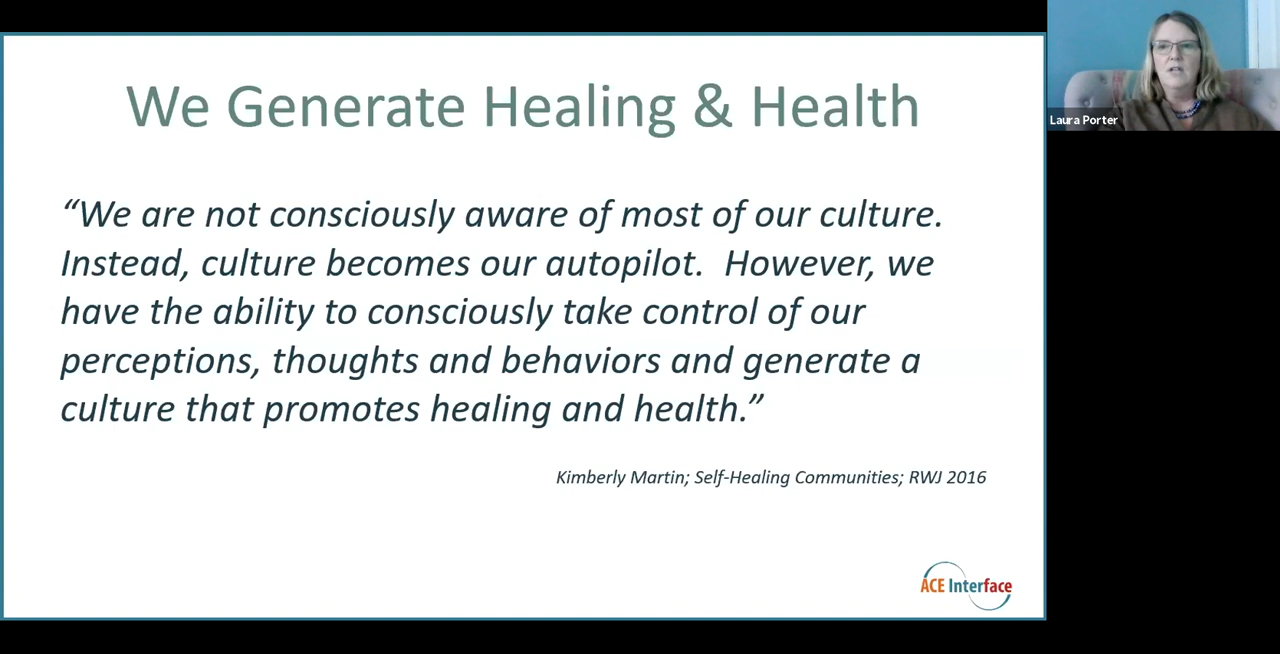 We Generate Healing & Health
“We are not consciously aware of most of our culture.
Instead, culture becomes our autopilot.  However, we
have the ability to consciously take control of our
perceptions, thoughts and behaviors and generate a
culture that promotes healing and health.”
Kimberly Martin; Self-Healing Communities; RWJ 2016
ACE Interface
Laura Porter